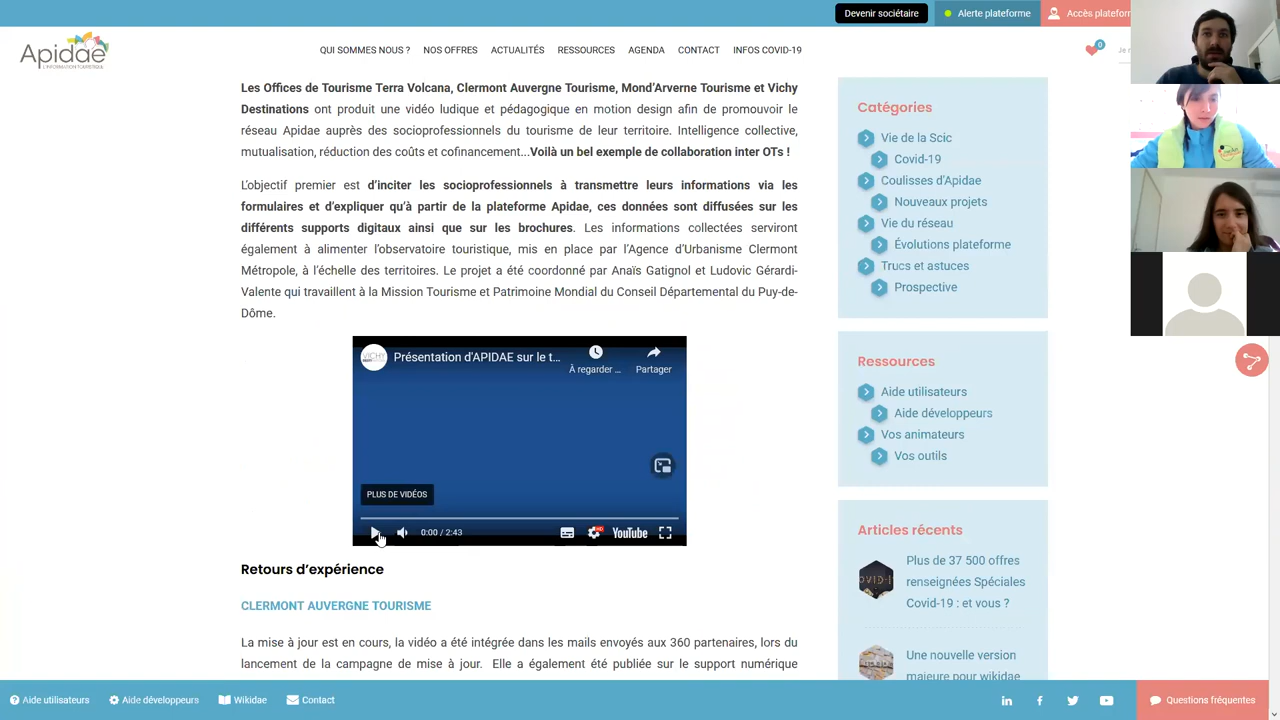 Devenir sociétaire
Alerte plateforme
Accès plateform
Apidae
L'INFORMATION TOURISTIQUE
QUI SOMMES NOUS ?
NOS OFFRES
ACTUALITÉS
RESSOURCES
AGENDA
CONTACT
INFOS COVID-19
0
Les Offices de Tourisme Terra Volcana, Clermont Auvergne Tourisme, Mond'Arverne Tourisme et Vichy
Destinations ont produit une vidéo ludique et pédagogique en motion design afin de promouvoir le
réseau Apidae auprès des socioprofessionnels du tourisme de leur territoire. Intelligence collective,
mutualisation, réduction des coûts et cofinancement...Voilà un bel exemple de collaboration inter OTs !
L'objectif premier est d'inciter les socioprofessionnels à transmettre leurs informations via les
formulaires et d'expliquer qu'à partir de la plateforme Apidae, ces données sont diffusées sur les
différents supports digitaux ainsi que sur les brochures. Les informations collectées serviront
également à alimenter l'observatoire touristique, mis en place par l'Agence d'Urbanisme Clermont
Métropole, à l'échelle des territoires. Le projet a été coordonné par Anaïs Gatignol et Ludovic Gérardi-
Valente qui travaillent à la Mission Tourisme et Patrimoine Mondial du Conseil Départemental du Puy-de-
Dôme.
VICHY
Présentation d'APIDAE sur le t...
À regarder ...
Partager
PLUS DE VIDÉOS
0:00 / 2:43
HD
YouTube
Retours d'expérience
CLERMONT AUVERGNE TOURISME
La mise à jour est en cours, la vidéo a été intégrée dans les mails envoyés aux 360 partenaires, lors du
lancement de la campagne de mise à jour. Elle a également été publiée sur le support numérique
Catégories
Vie de la Scic
Covid-19
Coulisses d'Apidae
Nouveaux projets
Vie du réseau
Évolutions plateforme
Trucs et astuces
Prospective
Ressources
Aide utilisateurs
Aide développeurs
Vos animateurs
Vos outils
Articles récents
Plus de 37 500 offres
renseignées Spéciales
Covid-19 : et vous ?
Une nouvelle version
majeure pour wikidae
Aide utilisateurs
Aide développeurs
Wikidae
Contact
Questions fréquentes